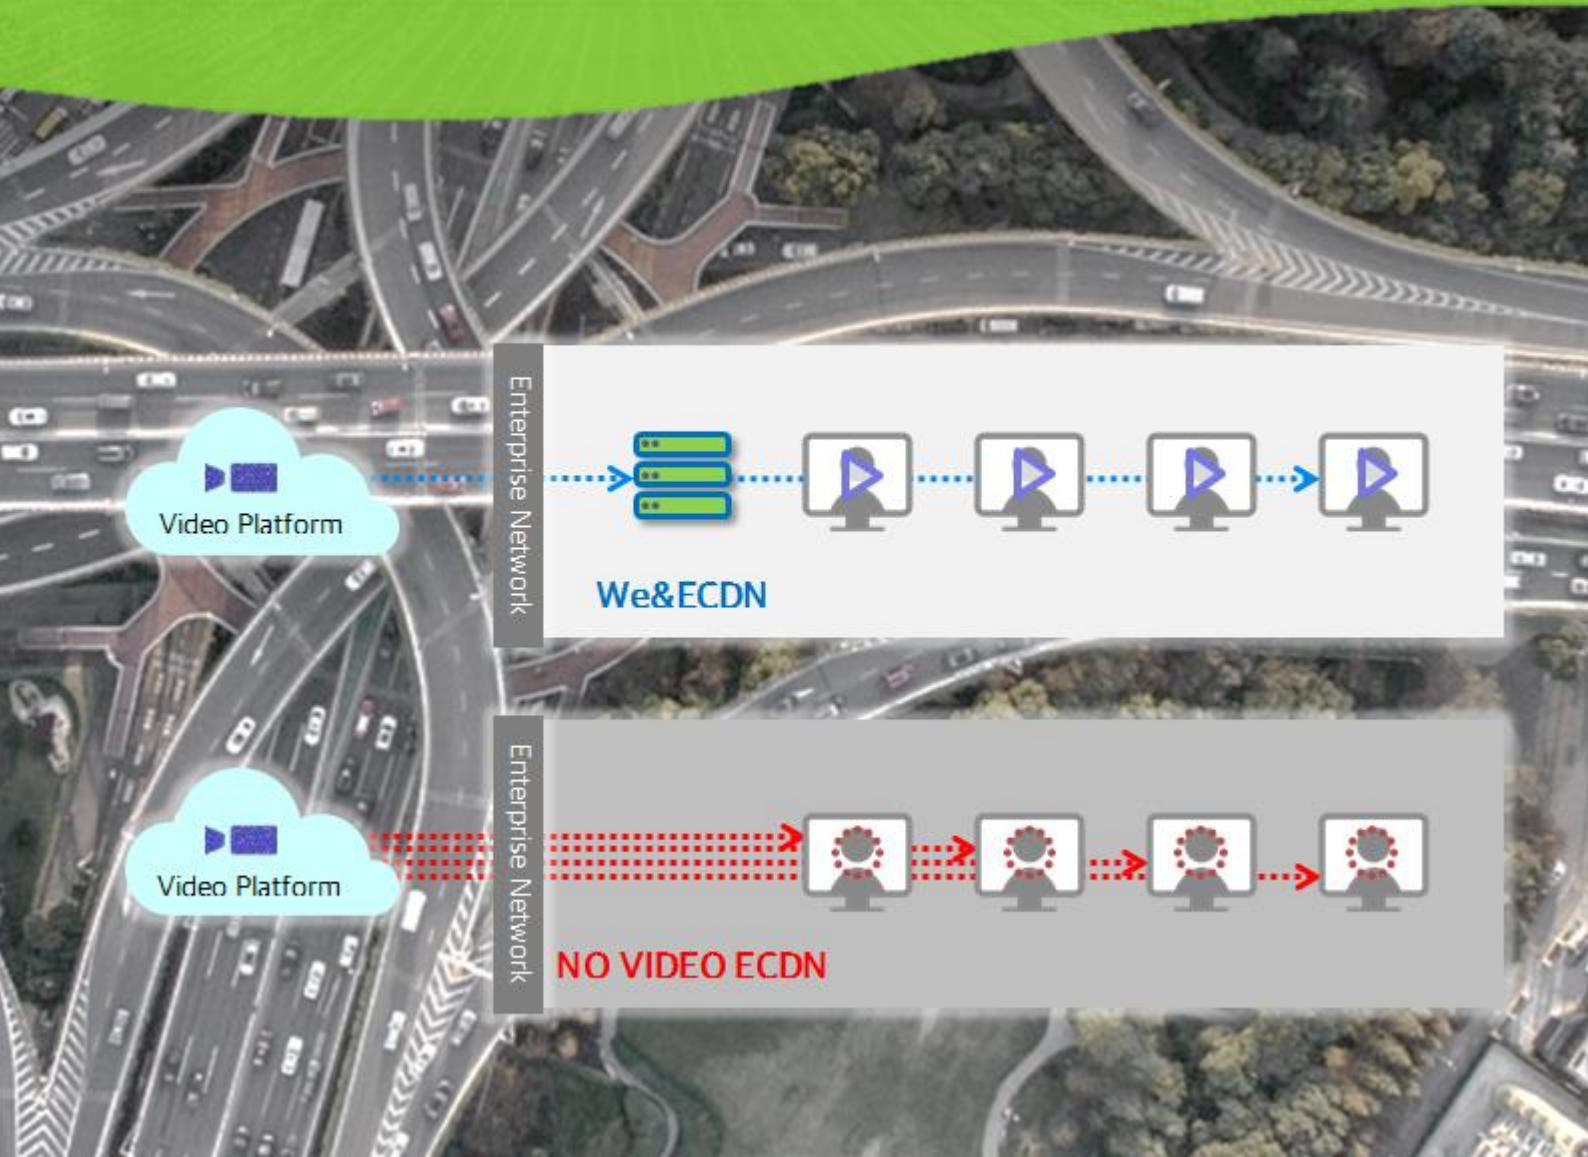 Enterprise Network
Video Platform
We&ECDN
Enterprise Network
Video Platform
NO VIDEO ECDN